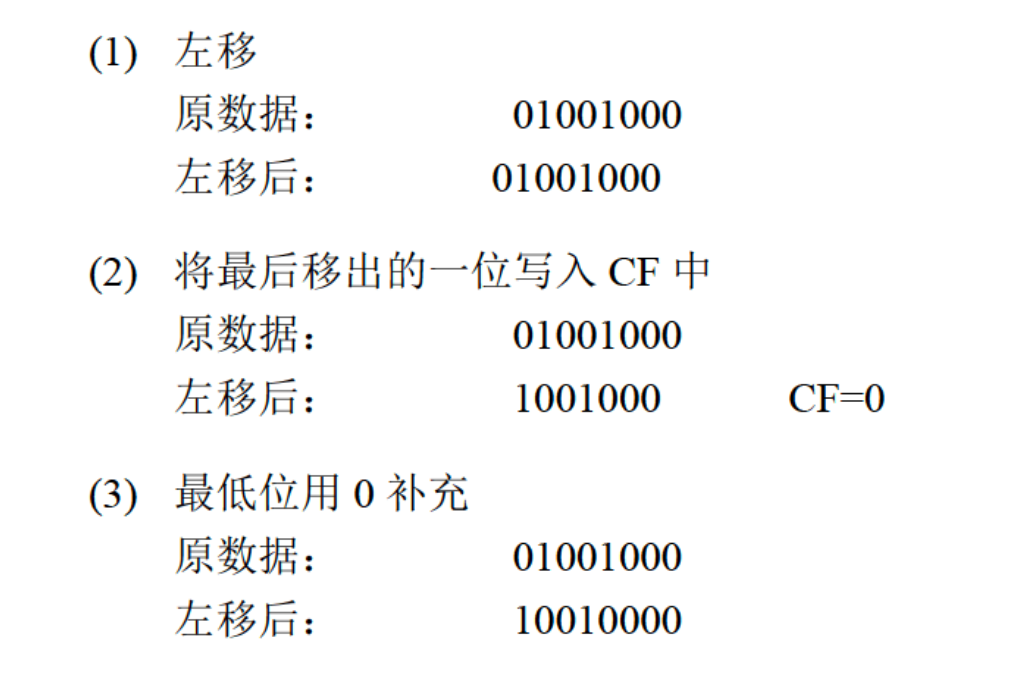 (1) 左移
原数据： 01001000
左移后： 01001000
(2) 将最后移出的一位写入 CF 中
原数据： 01001000
左移后： 1001000 CF=0
(3) 最低位用 0 补充
原数据： 01001000
左移后： 10010000